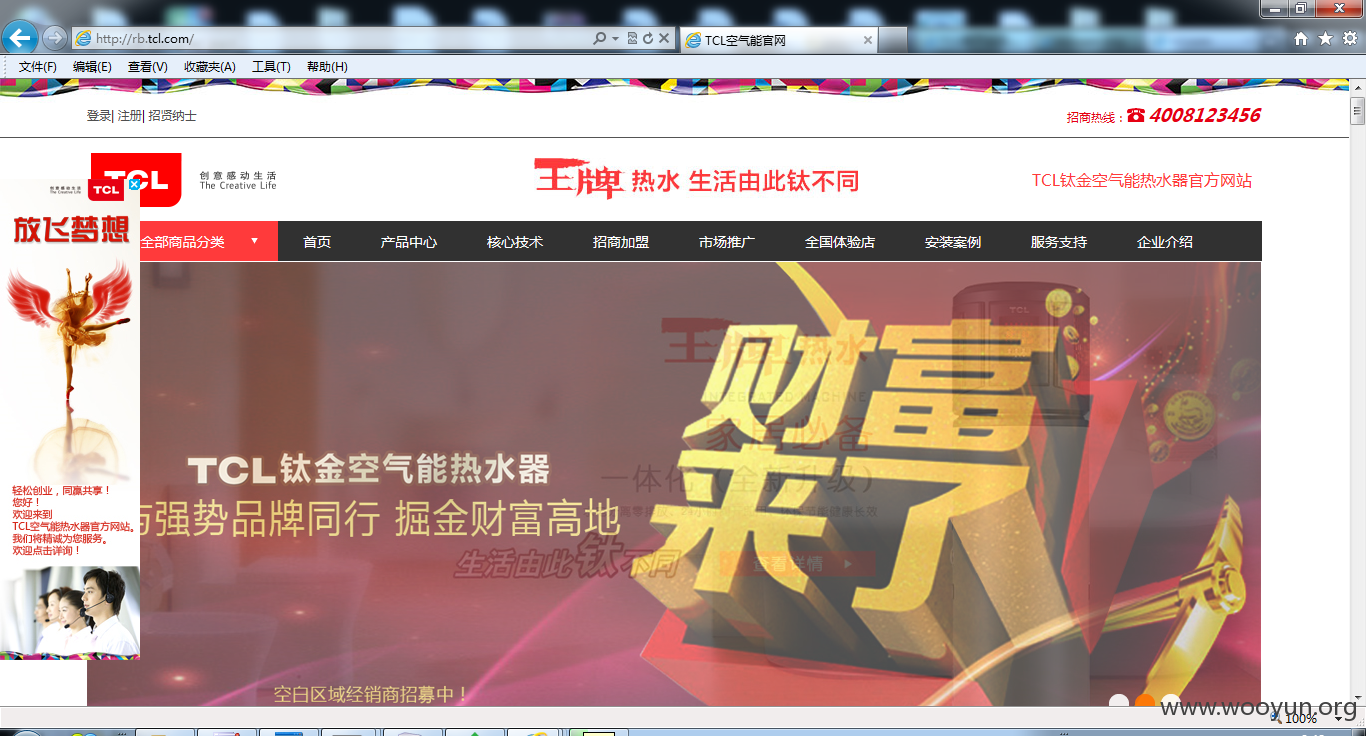 http://rb.tcl.com/
TCL空气能官网
文件(F) 编辑(E) 查看(V) 收藏夹(A) 工具(T) 帮助(H)
登录| 注册| 招贤纳士
招商热线：☎ 4008123456
TCL
创意感动生活
The Creative Life
王牌 热水 生活由此钛不同
TCL钛金空气能热水器官方网站
创意感动生活
The Creative Life
TCL
放飞梦想
全部商品分类 ▼ 首页 产品中心 核心技术 招商加盟 市场推广 全国体验店 安装案例 服务支持 企业介绍
王牌 热水
TCL
INTEGRATED MACHINE
家居必备
一体化（全新升级）
财富
来了
TCL钛金空气能热水器
与强势品牌同行 掘金财富高地
生活由此钛不同
查看详情
空白区域经销商招募中！
轻松创业，同赢共享！
您好！
欢迎来到
TCL空气能热水器官方网站。
我们将精诚为您服务。
欢迎点击详询！
www.wooyun.org
100%